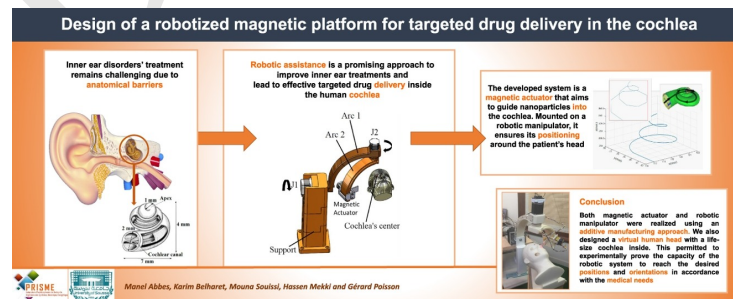 Design of a robotized magnetic platform for targeted drug delivery in the cochlea
Inner ear disorders' treatment
remains challenging due to
anatomical barriers
1 mm
Apex
2 mm
4 mm
Cochlear canal
7 mm
Robotic assistance is a promising approach to
improve inner ear treatments and
lead to effective targeted drug delivery inside
the human cochlea
Arc 1
Arc 2
J2
J1
Magnetic
Actuator
Cochlea's center
Support
The developed system is a
magnetic actuator that aims
to guide nanoparticles into
the cochlea. Mounted on a
robotic manipulator, it
ensures its positioning
around the patient's head
Conclusion
Both magnetic actuator and robotic
manipulator were realized using an
additive manufacturing approach. We also
designed a virtual human head with a life-
size cochlea inside. This permitted to
experimentally prove the capacity of the
robotic system to reach the desired
positions and orientations in accordance
with the medical needs
PRISME
Manel Abbes, Karim Belharet, Mouna Souissi, Hassen Mekki and Gérard Poisson